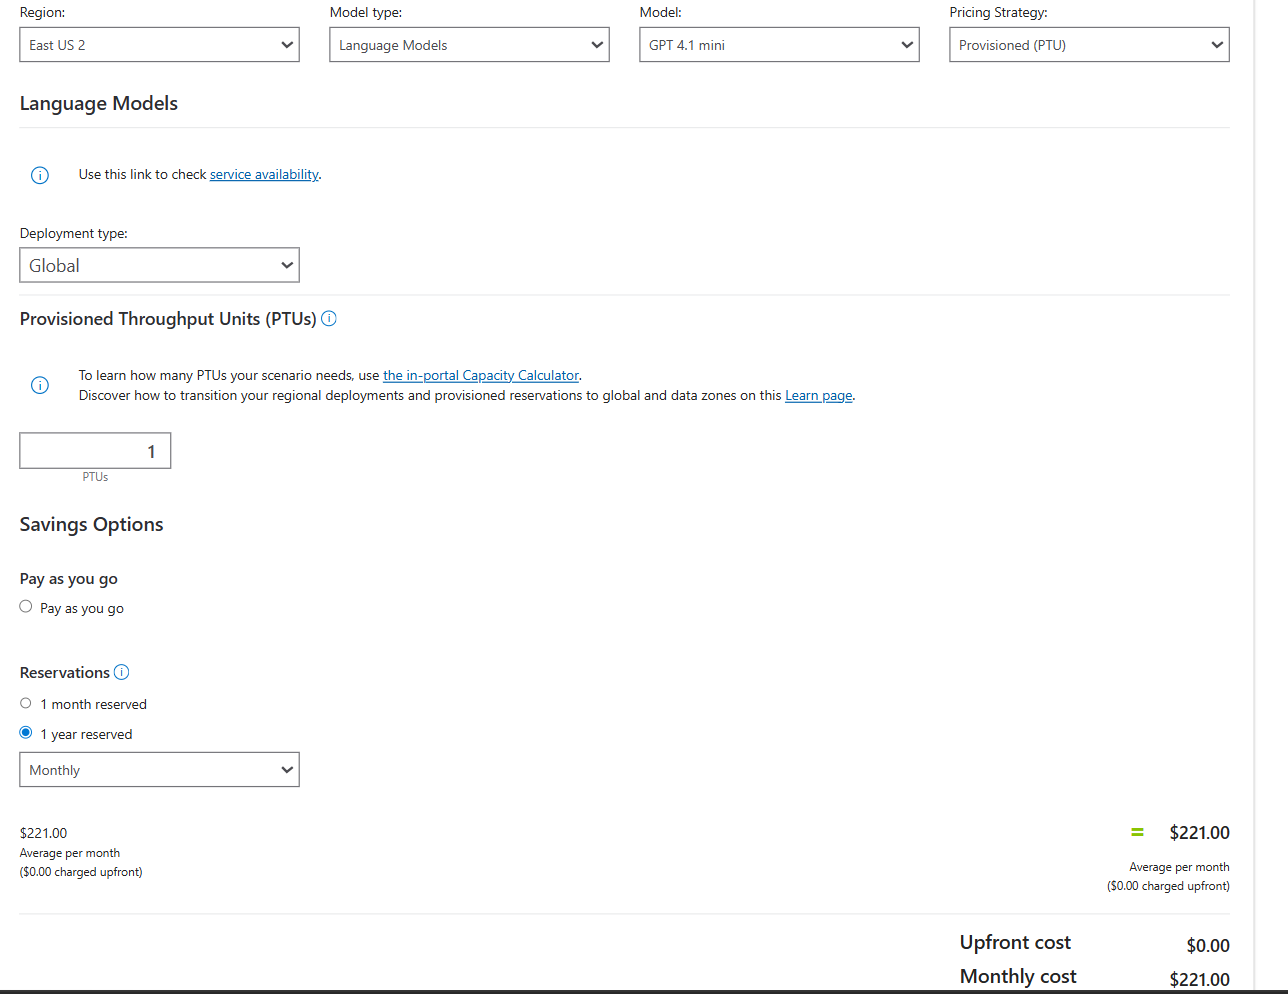 Region:
Model type:
Model:
Pricing Strategy:
East US 2
Language Models
GPT 4.1 mini
Provisioned (PTU)
Language Models
Use this link to check service availability.
Deployment type:
Global
Provisioned Throughput Units (PTUs)
To learn how many PTUs your scenario needs, use the in-portal Capacity Calculator.
Discover how to transition your regional deployments and provisioned reservations to global and data zones on this Learn page.
1
PTUs
Savings Options
Pay as you go
Pay as you go
Reservations
1 month reserved
1 year reserved
Monthly
$221.00
Average per month
($0.00 charged upfront)
= $221.00
Average per month
($0.00 charged upfront)
Upfront cost $0.00
Monthly cost $221.00